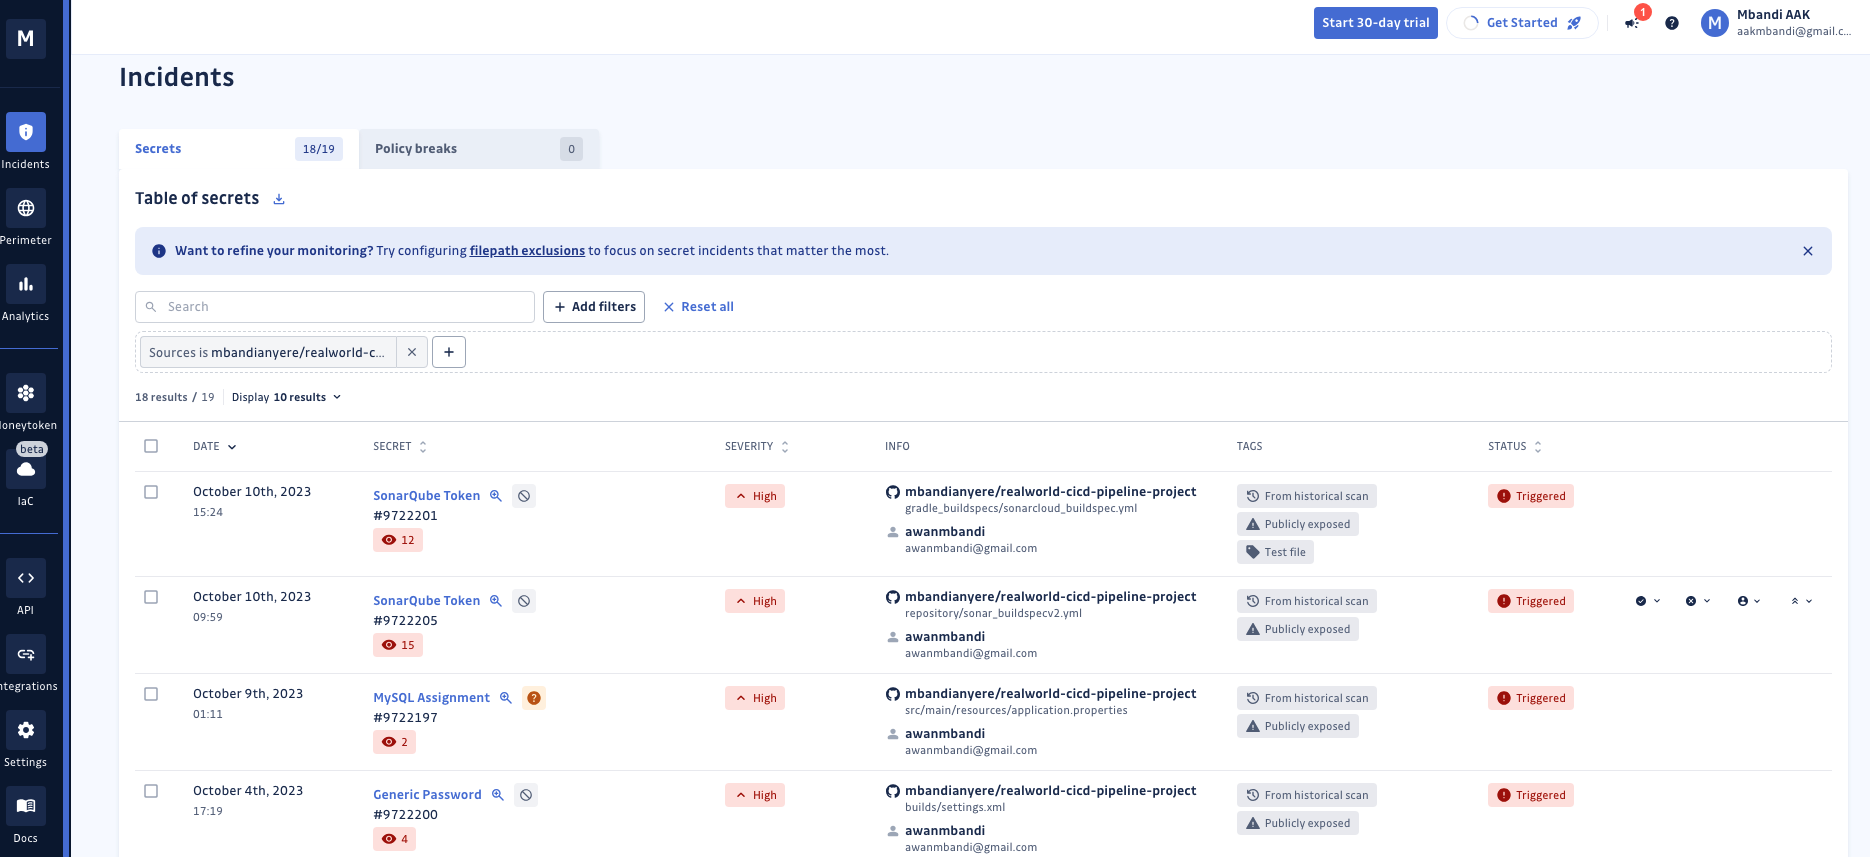 M
Start 30-day trial
Get Started
1
M
Mbandi AAK
aakmbandi@gmail.c...
Incidents
Perimeter
Analytics
oneytoken
beta
IaC
API
ntegrations
Settings
Docs
Incidents
Secrets 18/19
Policy breaks 0
Table of secrets
Want to refine your monitoring? Try configuring filepath exclusions to focus on secret incidents that matter the most.
Search
Add filters
Reset all
Sources is mbandianyere/realworld-c...
18 results / 19 Display 10 results
DATE SECRET SEVERITY INFO TAGS STATUS
October 10th, 2023
15:24
SonarQube Token
#9722201
12
High
mbandianyere/realworld-cicd-pipeline-project
gradle_buildspecs/sonarcloud_buildspec.yml
awanmbandi
awanmbandi@gmail.com
From historical scan
Publicly exposed
Test file
Triggered
October 10th, 2023
09:59
SonarQube Token
#9722205
15
High
mbandianyere/realworld-cicd-pipeline-project
repository/sonar_buildspecv2.yml
awanmbandi
awanmbandi@gmail.com
From historical scan
Publicly exposed
Triggered
October 9th, 2023
01:11
MySQL Assignment
#9722197
2
High
mbandianyere/realworld-cicd-pipeline-project
src/main/resources/application.properties
awanmbandi
awanmbandi@gmail.com
From historical scan
Publicly exposed
Triggered
October 4th, 2023
17:19
Generic Password
#9722200
4
High
mbandianyere/realworld-cicd-pipeline-project
builds/settings.xml
awanmbandi
awanmbandi@gmail.com
From historical scan
Publicly exposed
Triggered